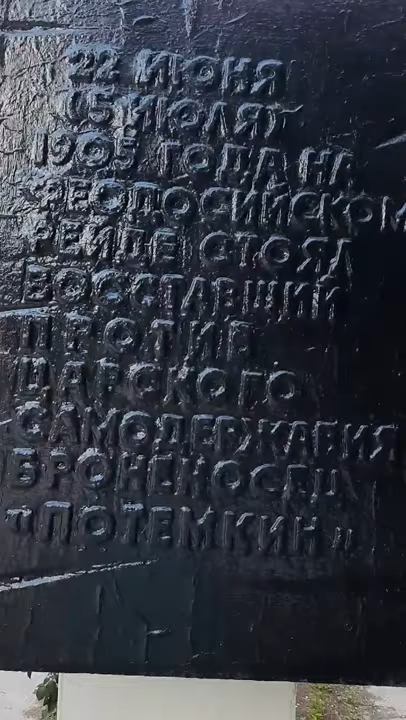 22 ИЮНЯ
(5 ИЮЛЯ)
1905 ГОДА НА
ФЕОДОСИЙСКОМ
РЕЙДЕ СТОЯЛ
ВОССТАВШИЙ
ПРОТИВ
ЦАРСКОГО
САМОДЕРЖАВИЯ
БРОНЕНОСЕЦ
"ПОТЕМКИН"